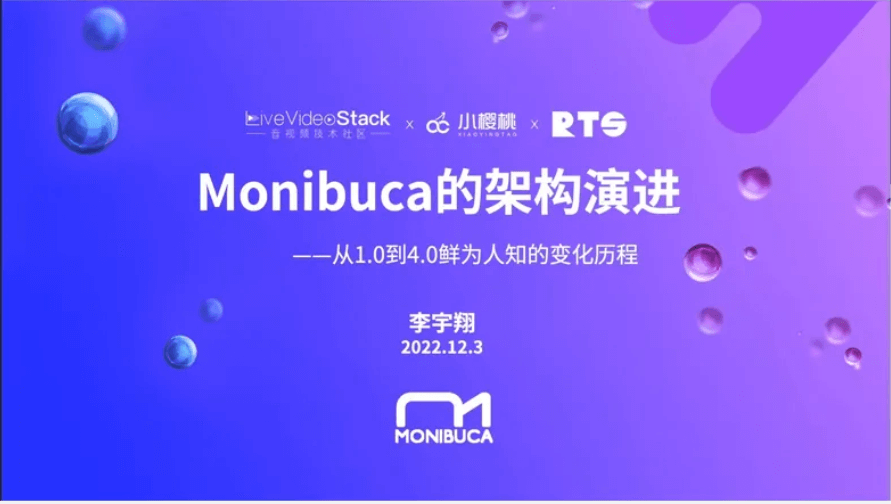 LiveVideoStack x 小樱桃 x RTS
音视频技术社区 XIAOYINGTAO
Monibuca的架构演进
——从1.0到4.0鲜为人知的变化历程
李宇翔
2022.12.3
MONIBUCA